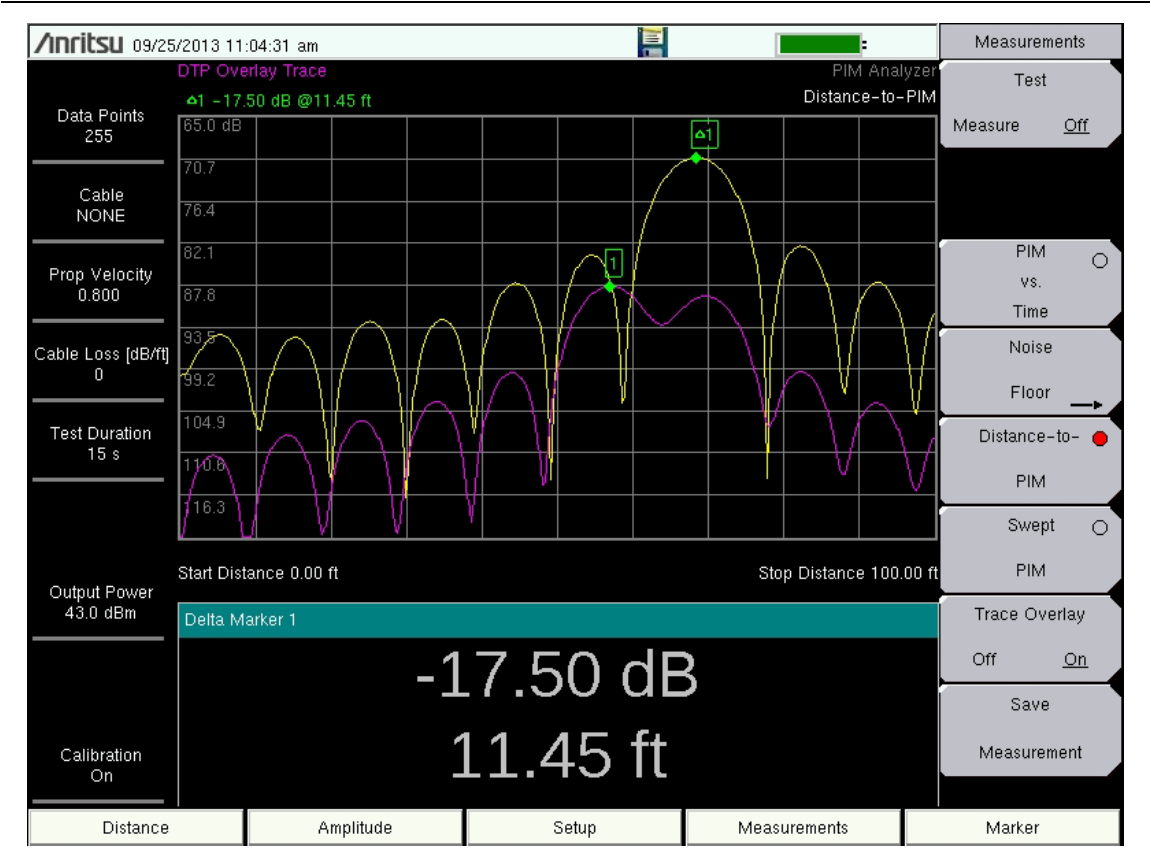 Anritsu 09/25/2013 11:04:31 am
Measurements
DTP Overlay Trace
PIM Analyzer
1 -17.50 dB @11.45 ft
Distance-to-PIM
Data Points
255
Cable
NONE
Prop Velocity
0.800
Cable Loss [dB/ft]
0
Test Duration
15 s
Output Power
43.0 dBm
Calibration
On
65.0 dB
70.7
76.4
82.1
87.8
93.5
99.2
104.9
110.6
116.3
1
1
Start Distance 0.00 ft
Stop Distance 100.00 ft
Delta Marker 1
-17.50 dB
11.45 ft
Test
Measure Off
PIM
vs.
Time
Noise
Floor
Distance-to-
PIM
Swept
PIM
Trace Overlay
Off On
Save
Measurement
Distance
Amplitude
Setup
Measurements
Marker